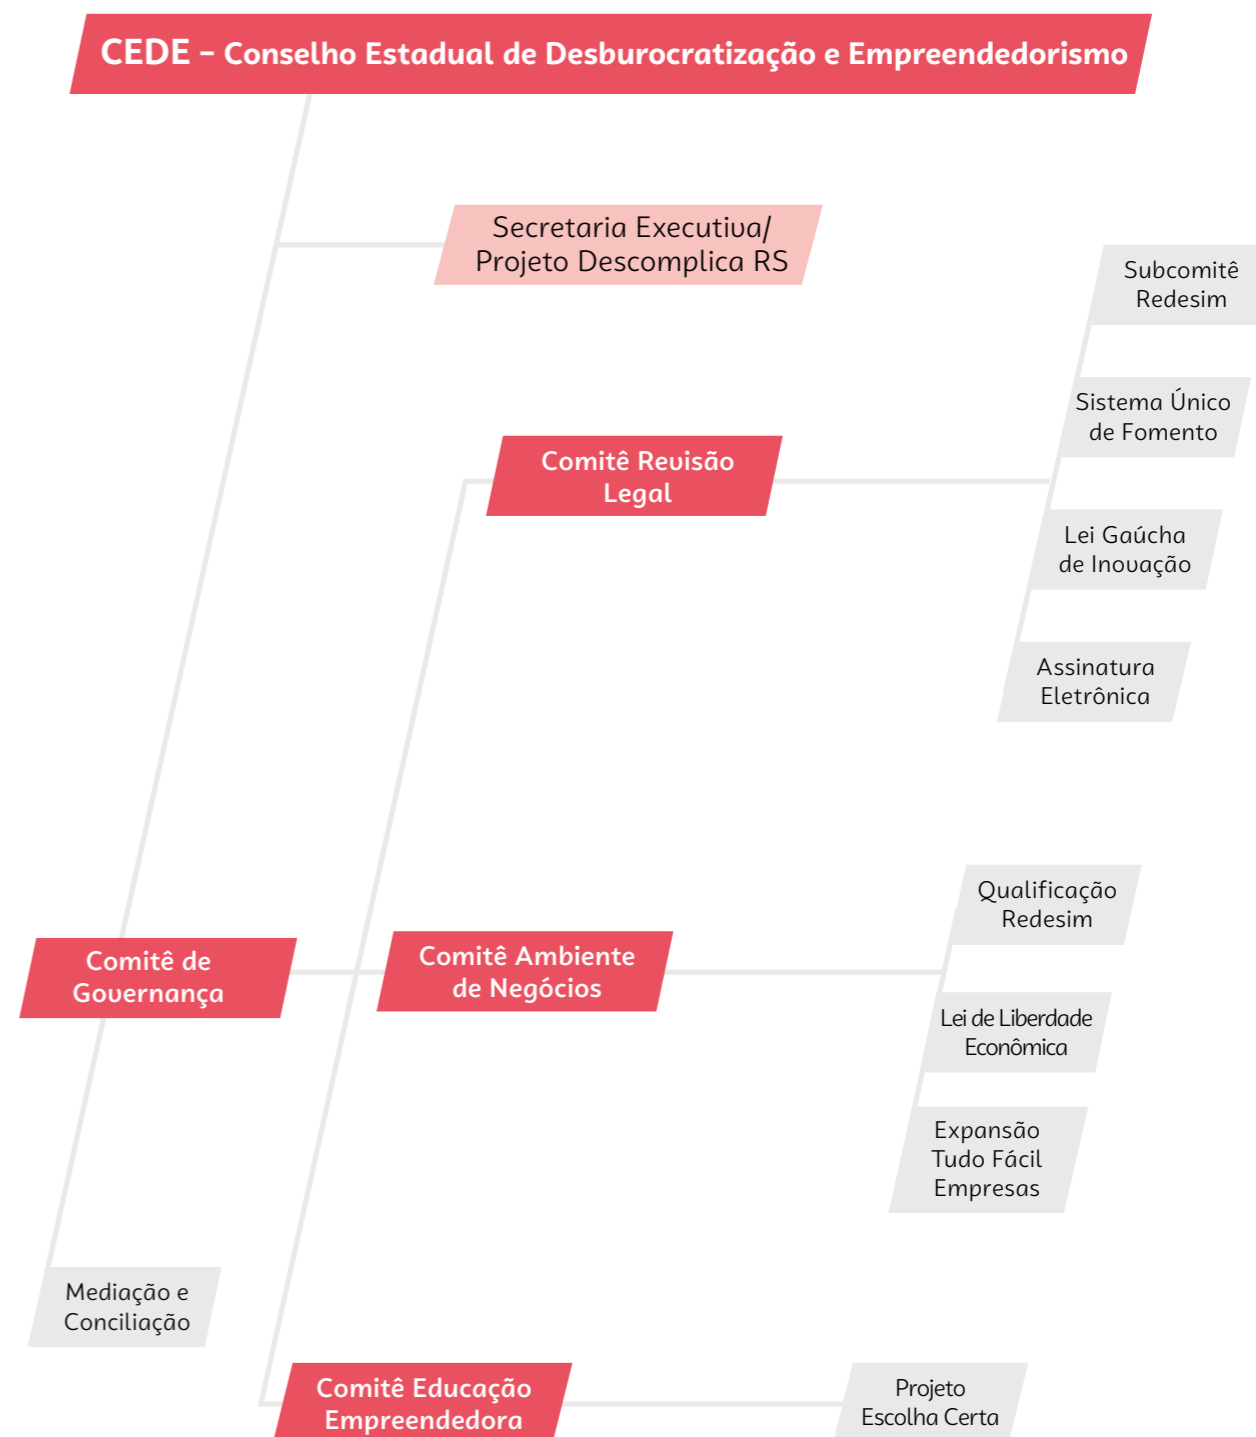 CEDE – Conselho Estadual de Desburocratização e Empreendedorismo
Secretaria Executiva/
Projeto Descomplica RS
Subcomitê
Redesim
Sistema Único
de Fomento
Comitê Revisão
Legal
Lei Gaúcha
de Inovação
Assinatura
Eletrônica
Qualificação
Redesim
Comitê de
Governança
Comitê Ambiente
de Negócios
Lei de Liberdade
Econômica
Expansão
Tudo Fácil
Empresas
Mediação e
Conciliação
Comitê Educação
Empreendedora
Projeto
Escolha Certa